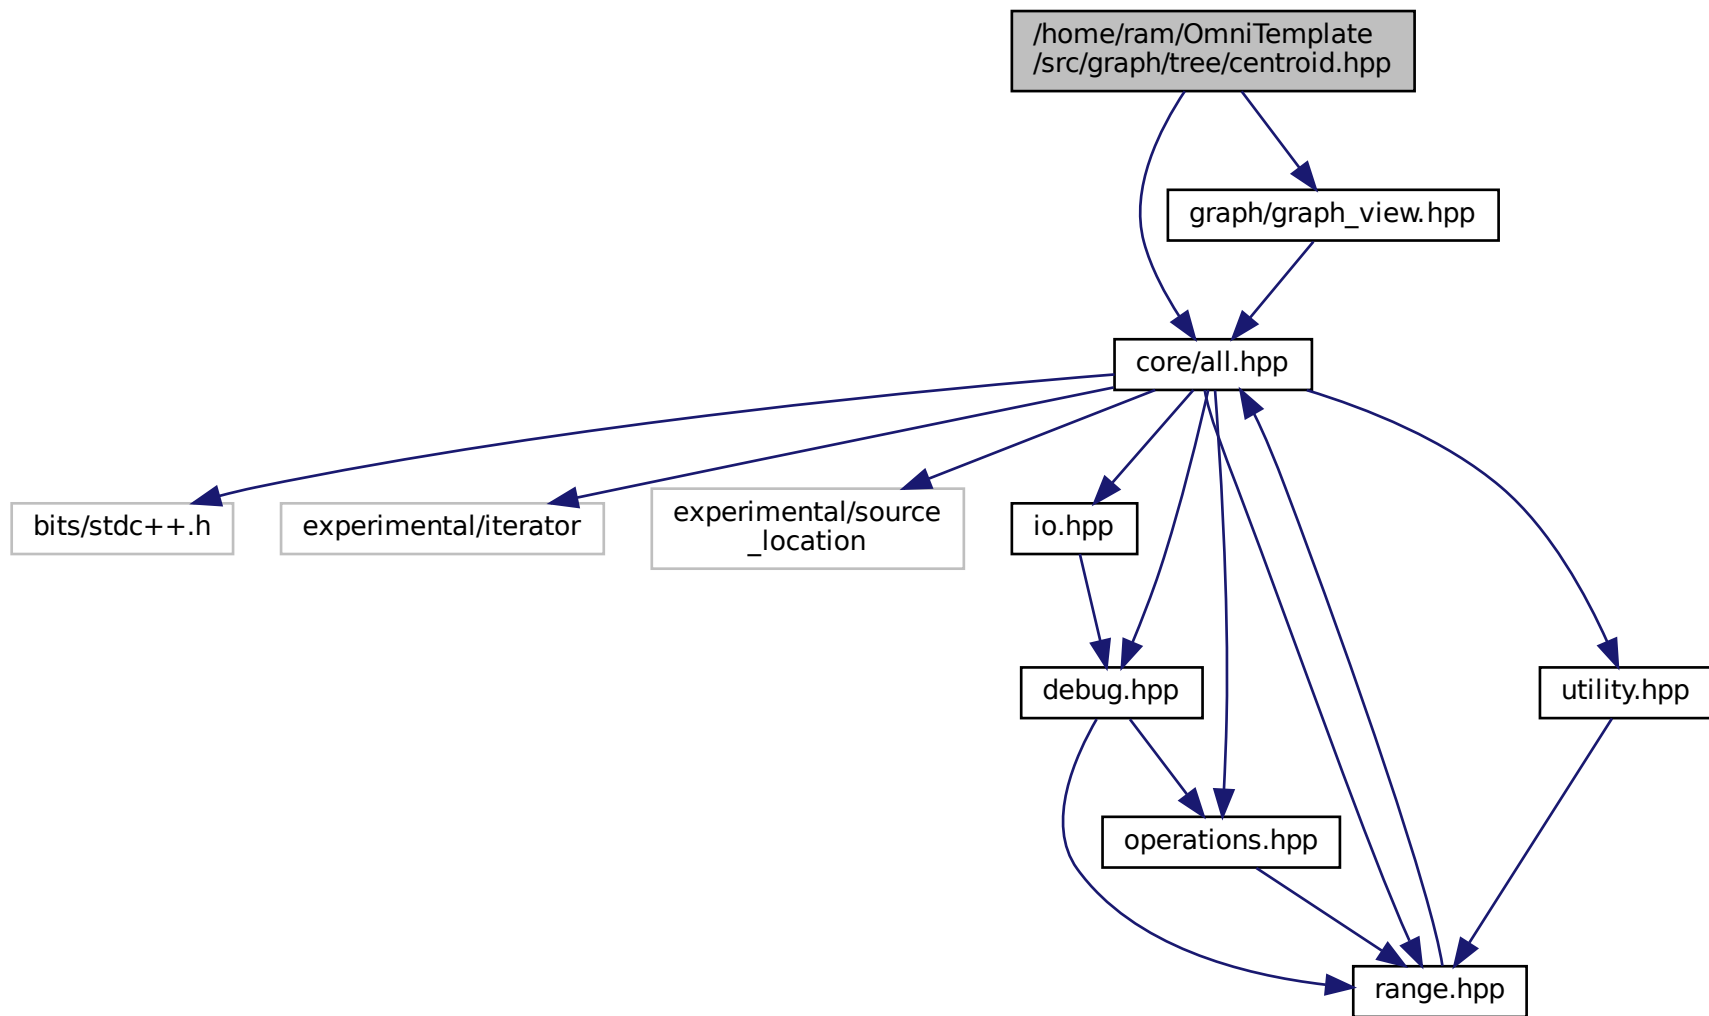 /home/ram/OmniTemplate
/src/graph/tree/centroid.hpp
graph/graph_view.hpp
core/all.hpp
bits/stdc++.h
experimental/iterator
experimental/source
_location
io.hpp
debug.hpp
utility.hpp
operations.hpp
range.hpp